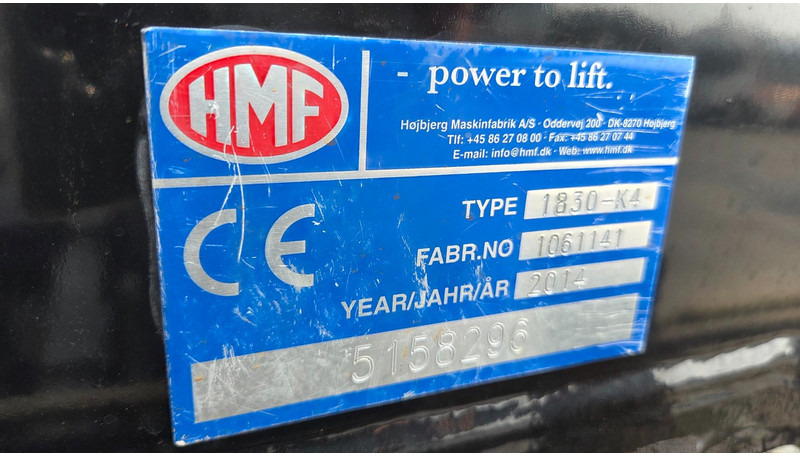 HMF
- power to lift.
Højbjerg Maskinfabrik A/S · Oddervej 200 · DK-8270 Højbjerg
Tlf: +45 86 27 08 00 · Fax: +45 86 27 07 44
E-mail: info@hmf.dk · Web: www.hmf.dk
CE
TYPE 1830-K4
FABR.NO 1061141
YEAR/JAHR/ÅR 2014
5158296